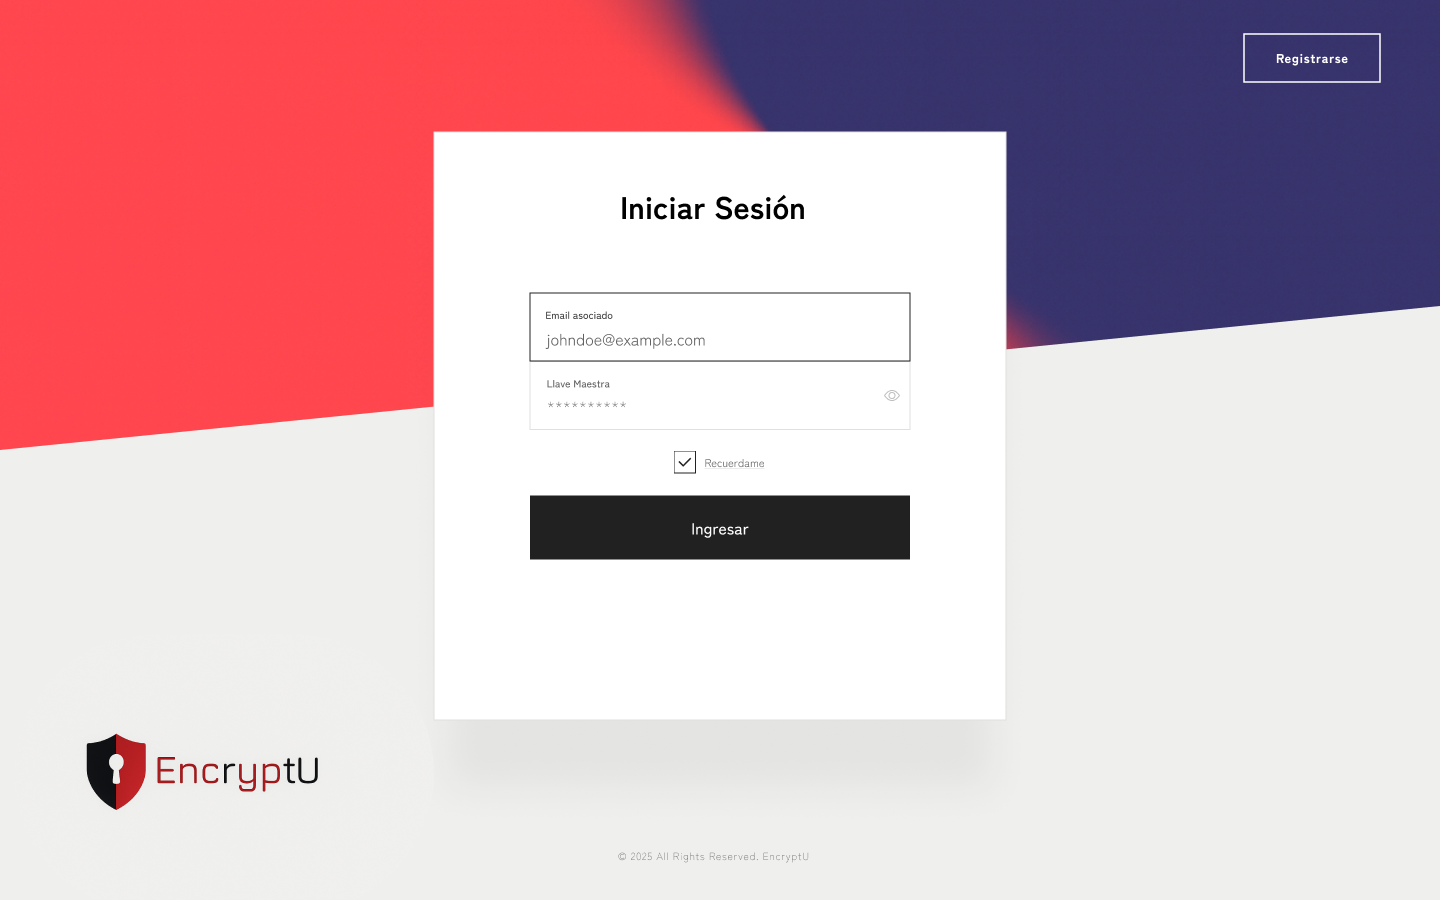 Registrarse
Iniciar Sesión
Email asociado
johndoe@example.com
Llave Maestra
**********
Recuerdame
Ingresar
EncryptU
© 2025 All Rights Reserved. EncryptU